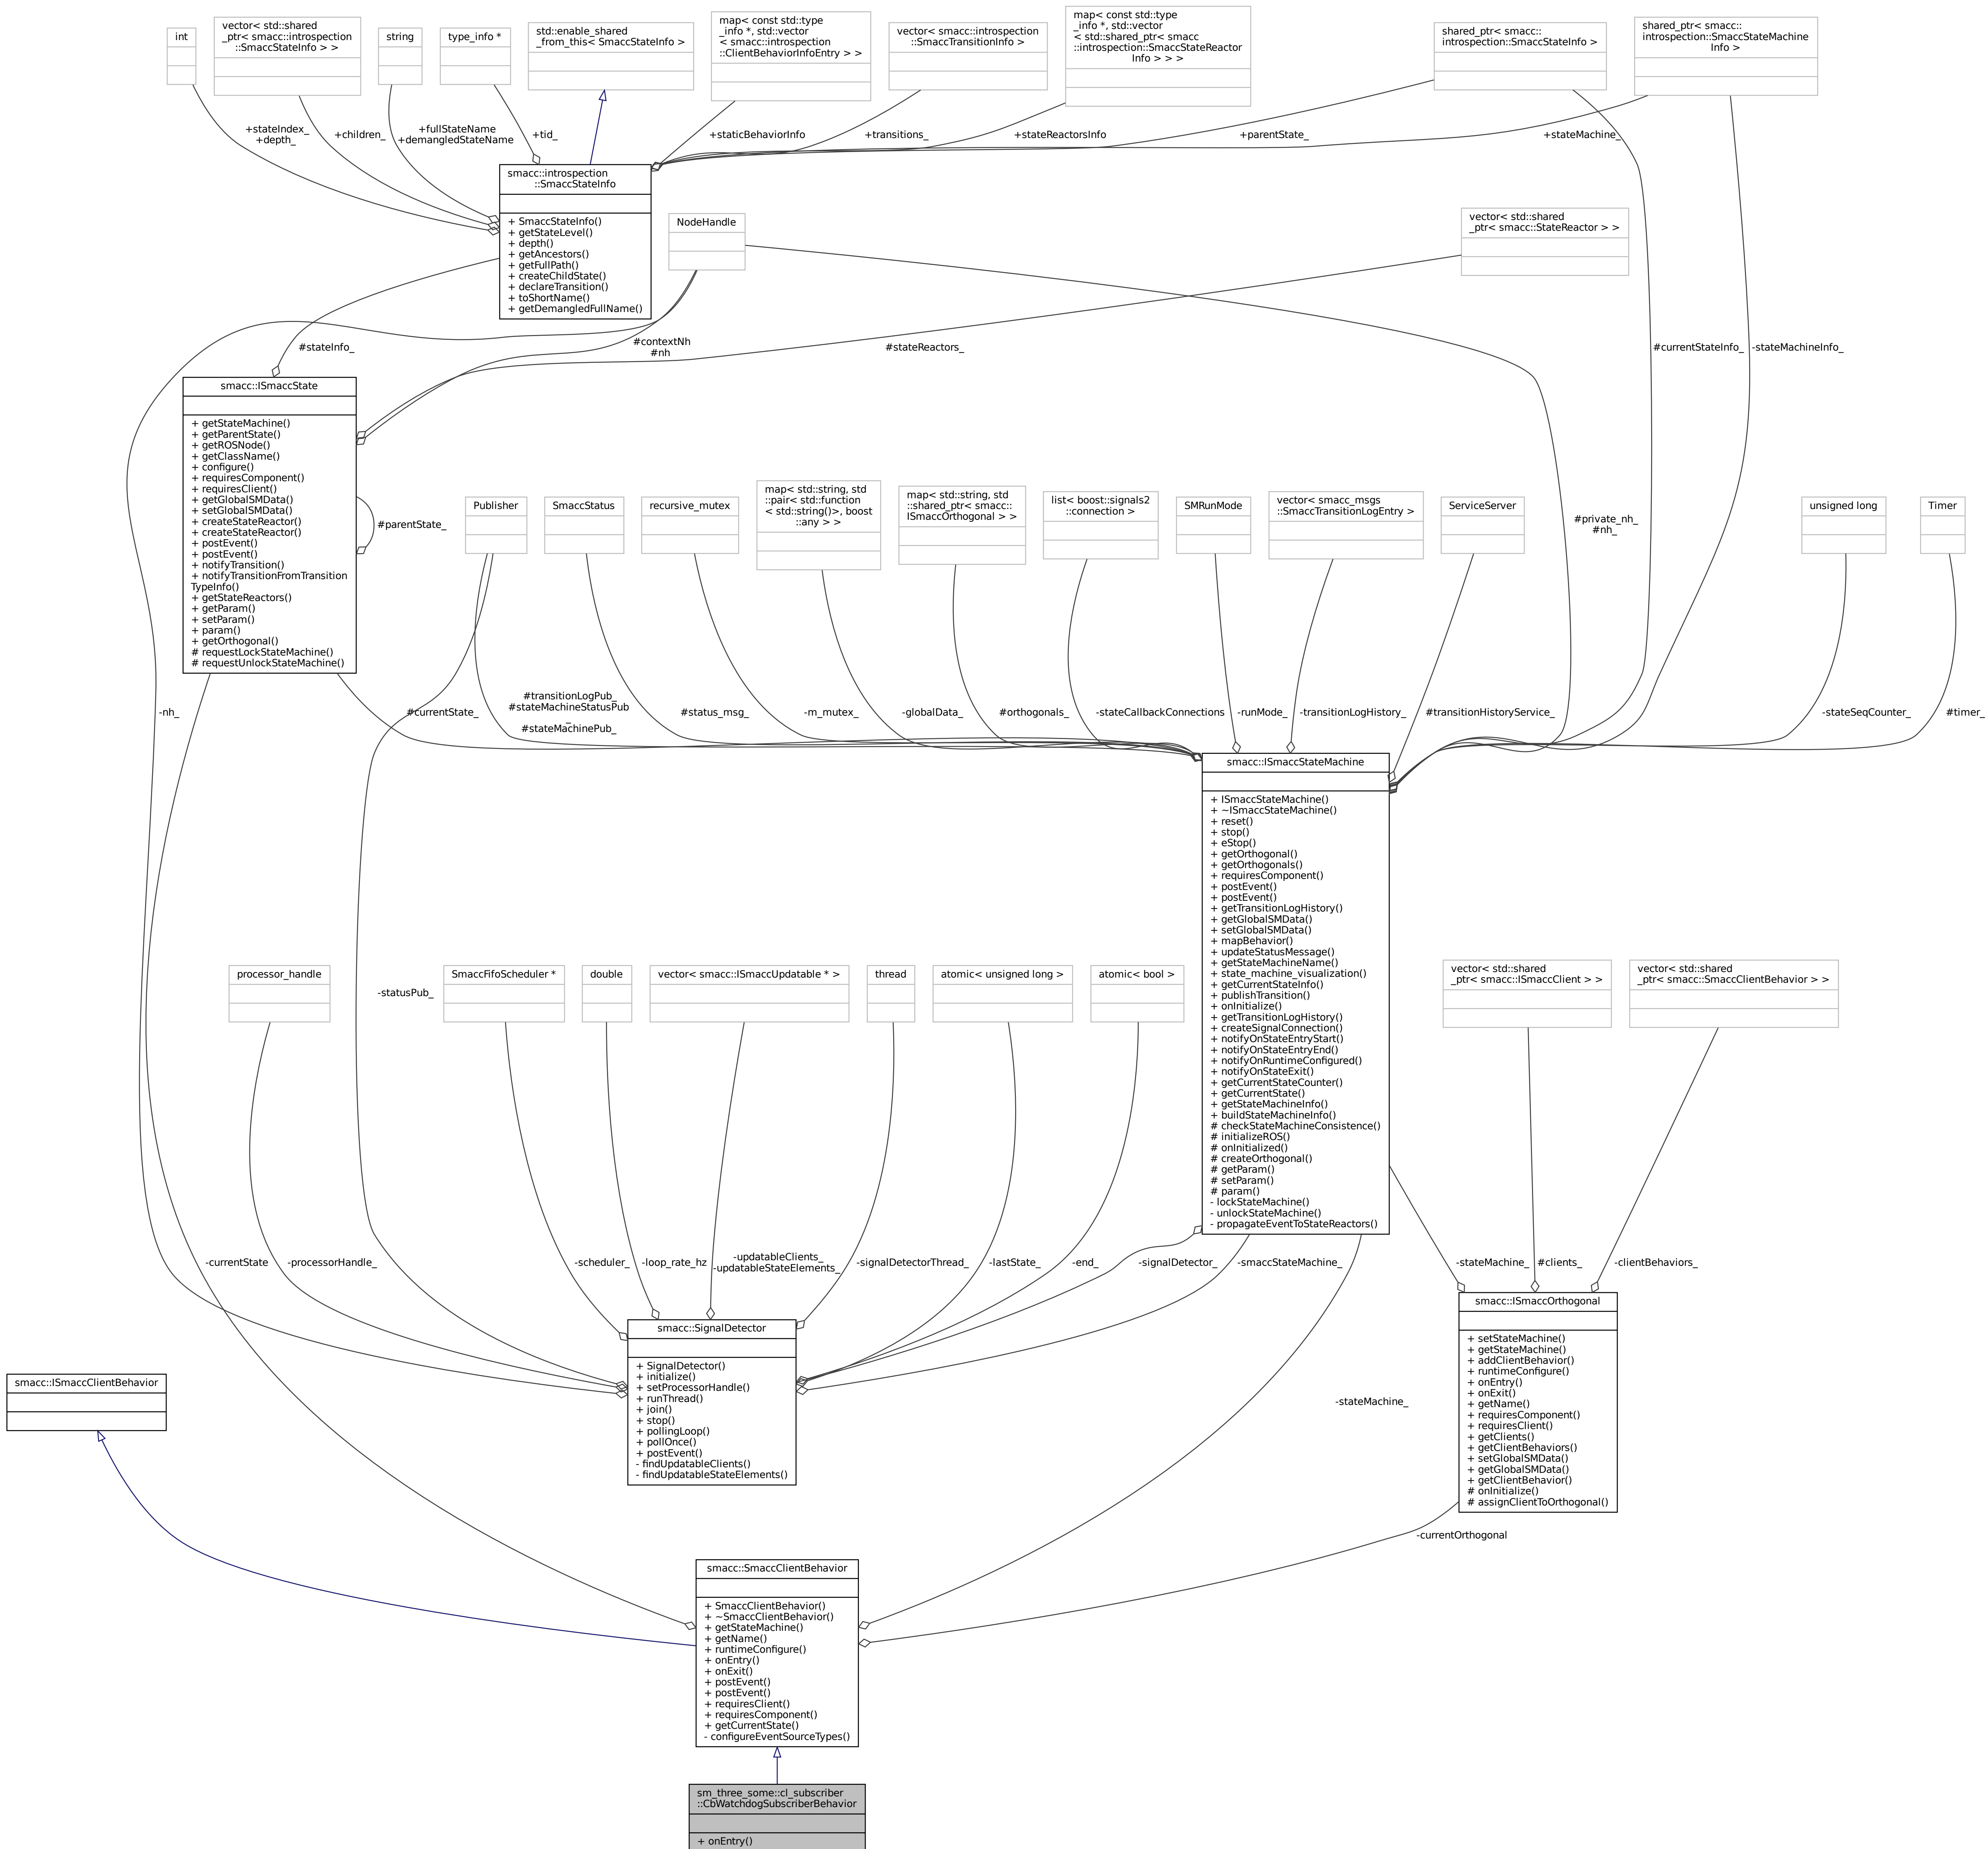 int
vector< std::shared
_ptr< smacc::introspection
::SmaccStateInfo > >
string
type_info *
std::enable_shared
_from_this< SmaccStateInfo >
map< const std::type
_info *, std::vector
< smacc::introspection
::ClientBehaviorInfoEntry > >
vector< smacc::introspection
::SmaccTransitionInfo >
map< const std::type
_info *, std::vector
< std::shared_ptr< smacc
::introspection::SmaccStateReactor
Info > > >
shared_ptr< smacc::
introspection::SmaccStateInfo >
shared_ptr< smacc::
introspection::SmaccStateMachine
Info >
+stateIndex_
+depth_
+children_
+fullStateName
+demangledStateName
+tid_
+staticBehaviorInfo
+transitions_
+stateReactorsInfo
+parentState_
+stateMachine_
smacc::introspection
::SmaccStateInfo
+ SmaccStateInfo()
+ getStateLevel()
+ depth()
+ getAncestors()
+ getFullPath()
+ createChildState()
+ declareTransition()
+ toShortName()
+ getDemangledFullName()
NodeHandle
vector< std::shared
_ptr< smacc::StateReactor > >
#stateInfo_
#contextNh
#nh
#stateReactors_
#currentStateInfo_
-stateMachineInfo_
smacc::ISmaccState
+ getStateMachine()
+ getParentState()
+ getROSNode()
+ getClassName()
+ configure()
+ requiresComponent()
+ requiresClient()
+ getGlobalSMData()
+ setGlobalSMData()
+ createStateReactor()
+ createStateReactor()
+ postEvent()
+ postEvent()
+ notifyTransition()
+ notifyTransitionFromTransition
TypeInfo()
+ getStateReactors()
+ getParam()
+ setParam()
+ param()
+ getOrthogonal()
# requestLockStateMachine()
# requestUnlockStateMachine()
#parentState_
Publisher
SmaccStatus
recursive_mutex
map< std::string, std
::pair< std::function
< std::string()>, boost
::any > >
map< std::string, std
::shared_ptr< smacc::
ISmaccOrthogonal > >
list< boost::signals2
::connection >
SMRunMode
vector< smacc_msgs
::SmaccTransitionLogEntry >
ServiceServer
#private_nh_
#nh_
unsigned long
Timer
-nh_
#currentState_
#transitionLogPub_
#stateMachineStatusPub
_
#stateMachinePub_
#status_msg_
-m_mutex_
-globalData_
#orthogonals_
-stateCallbackConnections
-runMode_
-transitionLogHistory_
#transitionHistoryService_
-stateSeqCounter_
#timer_
smacc::ISmaccStateMachine
+ ISmaccStateMachine()
+ ~ISmaccStateMachine()
+ reset()
+ stop()
+ eStop()
+ getOrthogonal()
+ getOrthogonals()
+ requiresComponent()
+ postEvent()
+ postEvent()
+ getTransitionLogHistory()
+ getGlobalSMData()
+ setGlobalSMData()
+ mapBehavior()
+ updateStatusMessage()
+ getStateMachineName()
+ state_machine_visualization()
+ getCurrentStateInfo()
+ publishTransition()
+ onInitialize()
+ getTransitionLogHistory()
+ createSignalConnection()
+ notifyOnStateEntryStart()
+ notifyOnStateEntryEnd()
+ notifyOnRuntimeConfigured()
+ notifyOnStateExit()
+ getCurrentStateCounter()
+ getCurrentState()
+ getStateMachineInfo()
+ buildStateMachineInfo()
# checkStateMachineConsistence()
# initializeROS()
# onInitialized()
# createOrthogonal()
# getParam()
# setParam()
# param()
- lockStateMachine()
- unlockStateMachine()
- propagateEventToStateReactors()
processor_handle
-statusPub_
SmaccFifoScheduler *
double
vector< smacc::ISmaccUpdatable * >
thread
atomic< unsigned long >
atomic< bool >
vector< std::shared
_ptr< smacc::ISmaccClient > >
vector< std::shared
_ptr< smacc::SmaccClientBehavior > >
-currentState
-processorHandle_
-scheduler_
-loop_rate_hz
-updatableClients_
-updatableStateElements_
-signalDetectorThread_
-lastState_
-end_
-signalDetector_
-smaccStateMachine_
-stateMachine_
#clients_
-clientBehaviors_
smacc::SignalDetector
+ SignalDetector()
+ initialize()
+ setProcessorHandle()
+ runThread()
+ join()
+ stop()
+ pollingLoop()
+ pollOnce()
+ postEvent()
- findUpdatableClients()
- findUpdatableStateElements()
smacc::ISmaccOrthogonal
+ setStateMachine()
+ getStateMachine()
+ addClientBehavior()
+ runtimeConfigure()
+ onEntry()
+ onExit()
+ getName()
+ requiresComponent()
+ requiresClient()
+ getClients()
+ getClientBehaviors()
+ setGlobalSMData()
+ getGlobalSMData()
+ getClientBehavior()
# onInitialize()
# assignClientToOrthogonal()
smacc::ISmaccClientBehavior
-stateMachine_
-currentOrthogonal
smacc::SmaccClientBehavior
+ SmaccClientBehavior()
+ ~SmaccClientBehavior()
+ getStateMachine()
+ getName()
+ runtimeConfigure()
+ onEntry()
+ onExit()
+ postEvent()
+ postEvent()
+ requiresClient()
+ requiresComponent()
+ getCurrentState()
- configureEventSourceTypes()
sm_three_some::cl_subscriber
::CbWatchdogSubscriberBehavior
+ onEntry()